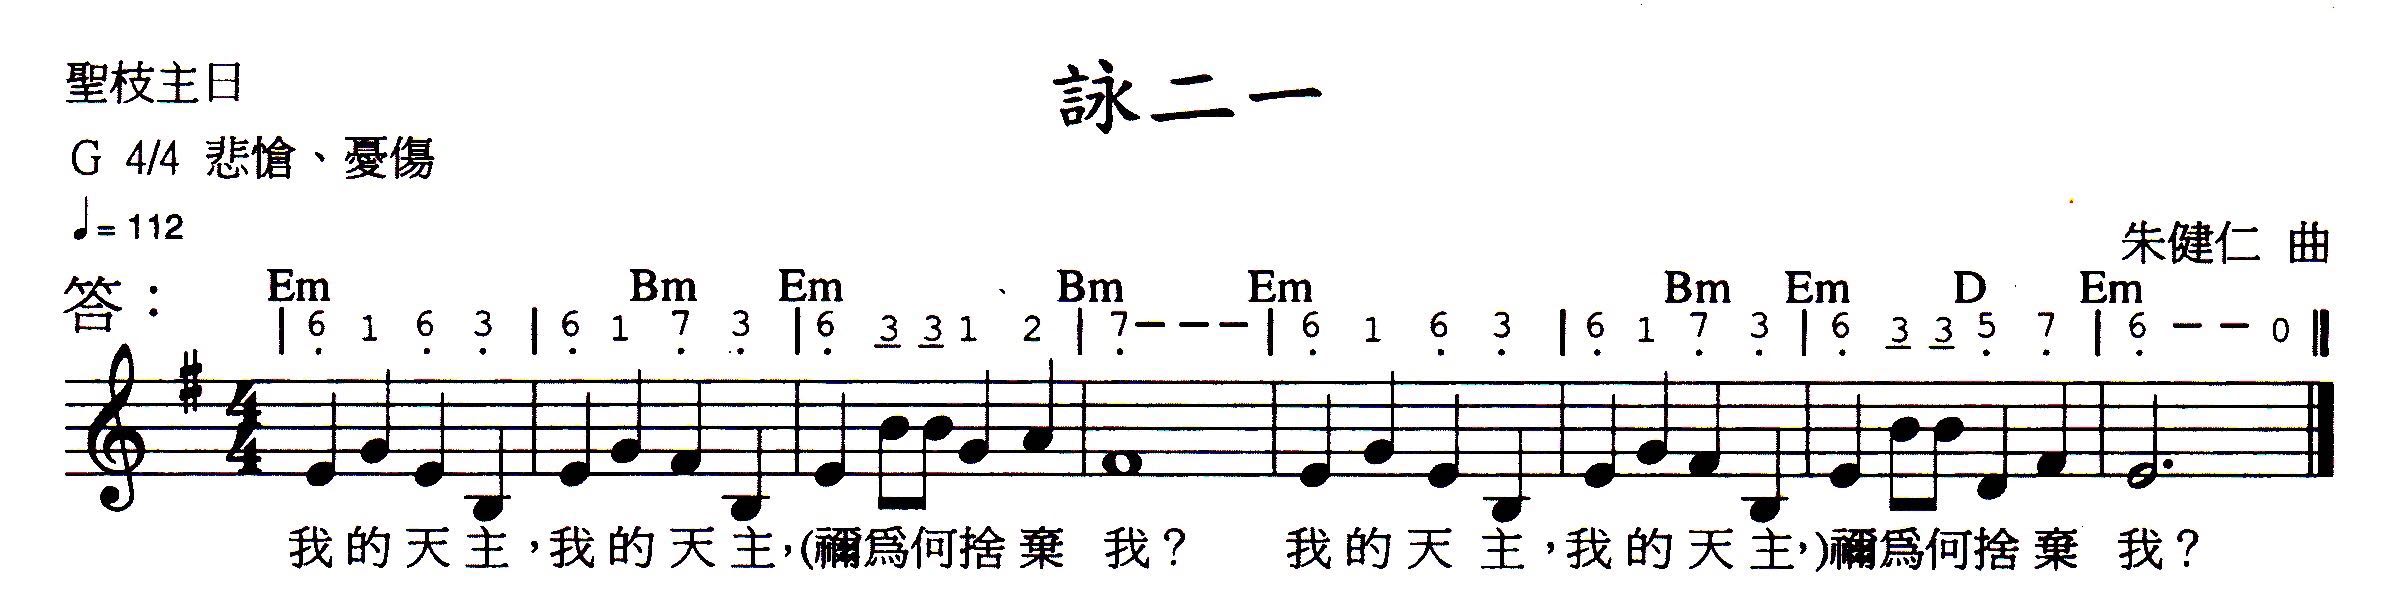 聖枝主日
詠二一
G 4/4 悲愴、憂傷
♩= 112
朱健仁 曲
答： Em Bm Em Bm Em Bm Em D Em
| 6̣ 1 6̣ 3̣ | 6̣ 1 7̣ 3̣ | 6̣ 3̲ 3̲ 1 2 | 7̣ – – – | 6̣ 1 6̣ 3̣ | 6̣ 1 7̣ 3̣ | 6̣ 3̲ 3̲ 5̣ 7̣ | 6̣ – – 0 ‖
4
4
我的天主，我的天主，(禰爲何捨棄 我？ 我的天主，我的天主，)禰爲何捨棄 我？